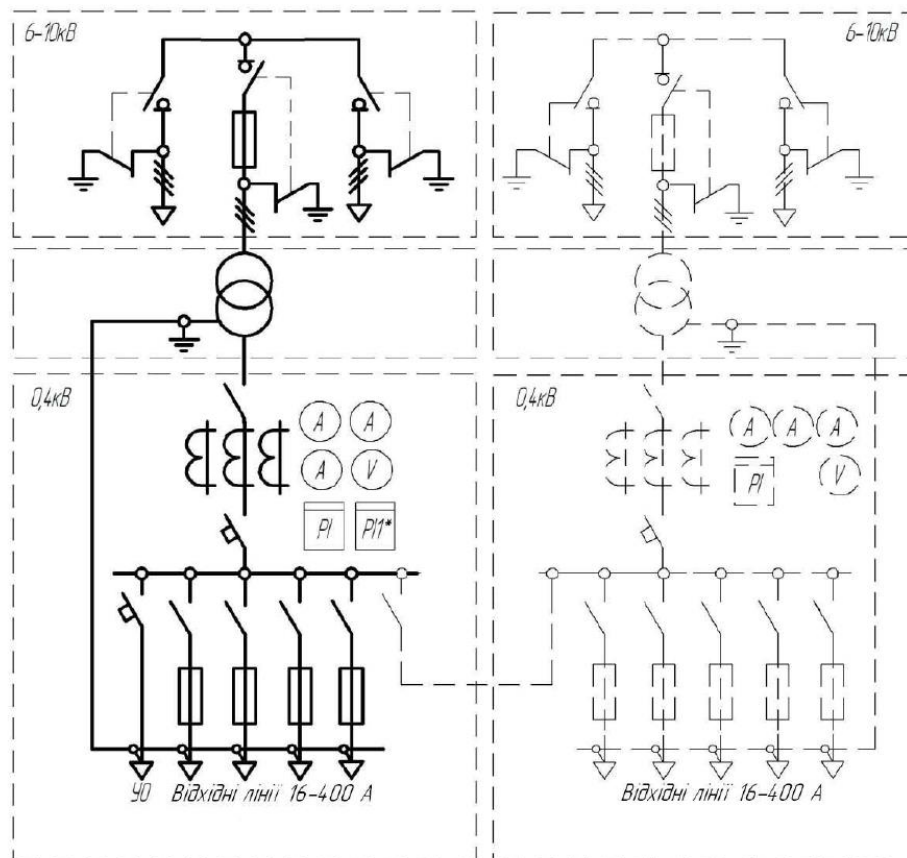 6-10кВ
6-10кВ
0,4кВ
A A
A V
PI PI1*
0,4кВ
A A A
PI V
УО Відхідні лінії 16-400 А
Відхідні лінії 16-400 А